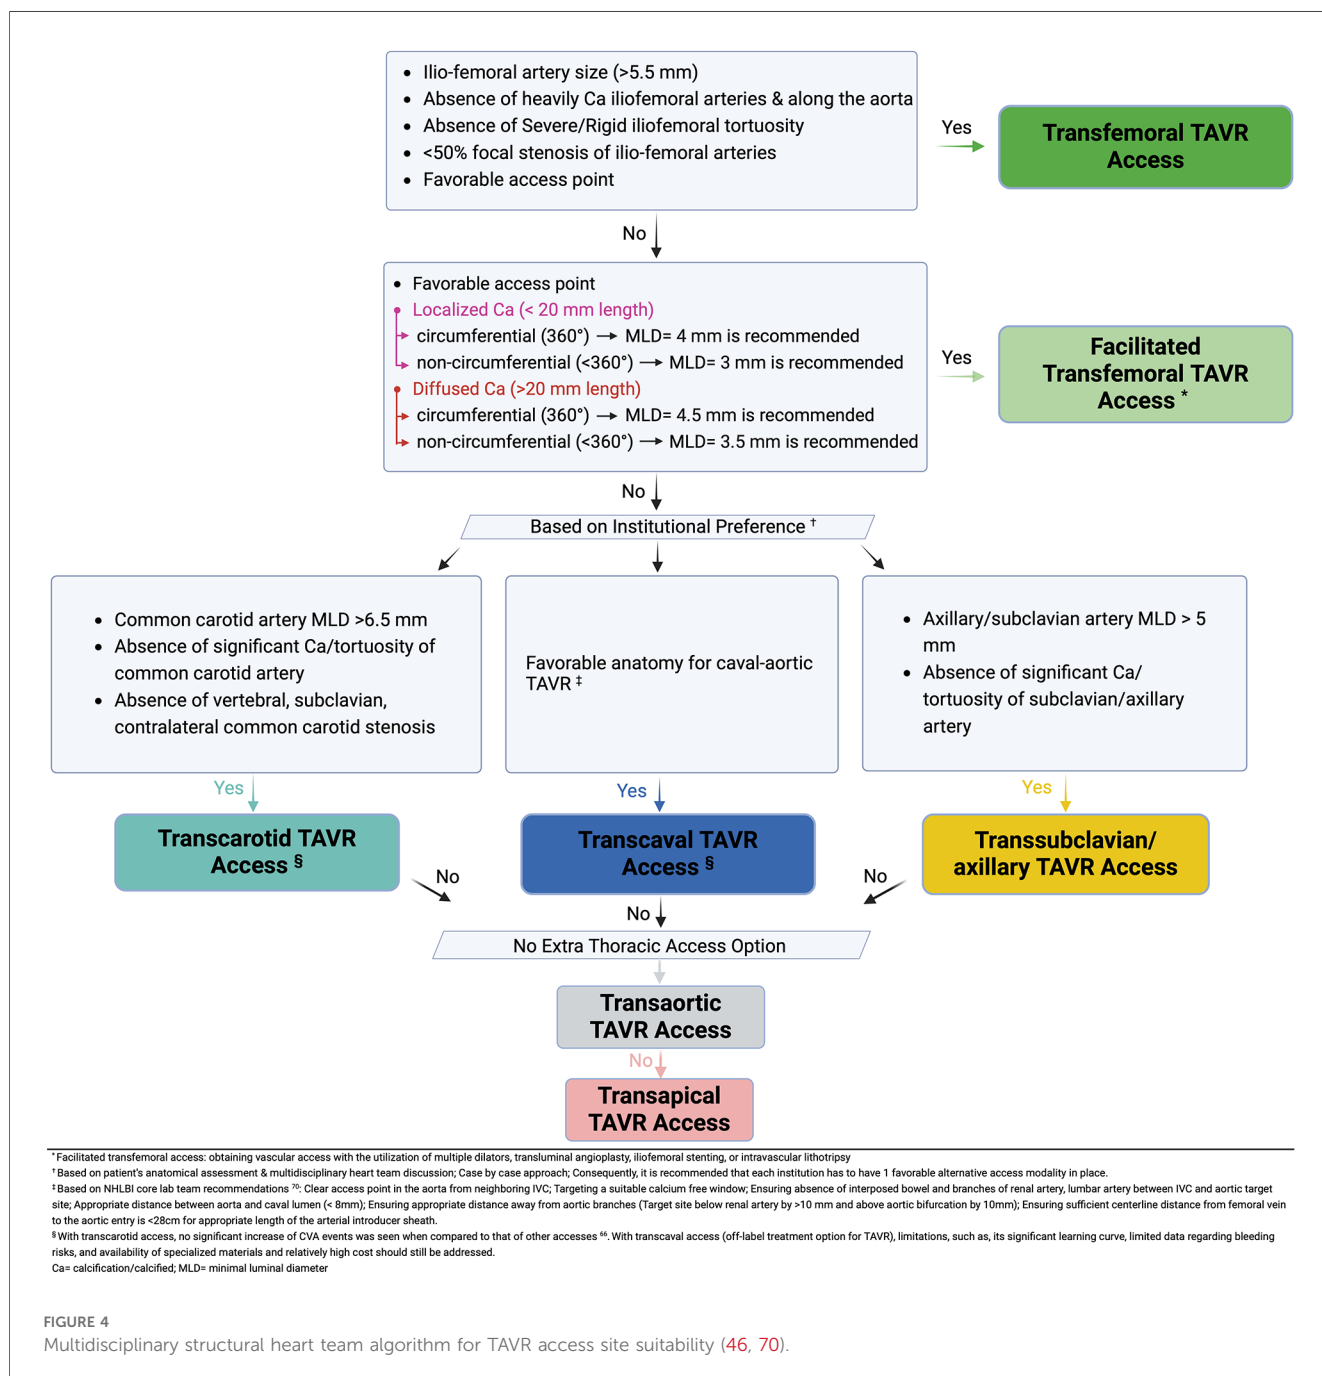 • Ilio-femoral artery size (>5.5 mm)
• Absence of heavily Ca iliofemoral arteries & along the aorta
• Absence of Severe/Rigid iliofemoral tortuosity
• <50% focal stenosis of ilio-femoral arteries
• Favorable access point
Yes
Transfemoral TAVR
Access
No
• Favorable access point
Localized Ca (< 20 mm length)
circumferential (360°) → MLD= 4 mm is recommended
non-circumferential (<360°) → MLD= 3 mm is recommended
Diffused Ca (>20 mm length)
circumferential (360°) → MLD= 4.5 mm is recommended
non-circumferential (<360°) → MLD= 3.5 mm is recommended
Yes
Facilitated
Transfemoral TAVR
Access *
No
Based on Institutional Preference †
• Common carotid artery MLD >6.5 mm
• Absence of significant Ca/tortuosity of
common carotid artery
• Absence of vertebral, subclavian,
contralateral common carotid stenosis
Favorable anatomy for caval-aortic
TAVR ‡
• Axillary/subclavian artery MLD > 5
mm
• Absence of significant Ca/
tortuosity of subclavian/axillary
artery
Yes
Yes
Yes
Transcarotid TAVR
Access §
Transcaval TAVR
Access §
Transsubclavian/
axillary TAVR Access
No
No
No
No Extra Thoracic Access Option
Transaortic
TAVR Access
No
Transapical
TAVR Access
* Facilitated transfemoral access: obtaining vascular access with the utilization of multiple dilators, transluminal angioplasty, iliofemoral stenting, or intravascular lithotripsy
† Based on patient's anatomical assessment & multidisciplinary heart team discussion; Case by case approach; Consequently, it is recommended that each institution has to have 1 favorable alternative access modality in place.
‡ Based on NHLBI core lab team recommendations 70: Clear access point in the aorta from neighboring IVC; Targeting a suitable calcium free window; Ensuring absence of interposed bowel and branches of renal artery, lumbar artery between IVC and aortic target
site; Appropriate distance between aorta and caval lumen (< 8mm); Ensuring appropriate distance away from aortic branches (Target site below renal artery by >10 mm and above aortic bifurcation by 10mm); Ensuring sufficient centerline distance from femoral vein
to the aortic entry is <28cm for appropriate length of the arterial introducer sheath.
§ With transcarotid access, no significant increase of CVA events was seen when compared to that of other accesses 66. With transcaval access (off-label treatment option for TAVR), limitations, such as, its significant learning curve, limited data regarding bleeding
risks, and availability of specialized materials and relatively high cost should still be addressed.
Ca= calcification/calcified; MLD= minimal luminal diameter
FIGURE 4
Multidisciplinary structural heart team algorithm for TAVR access site suitability (46, 70).